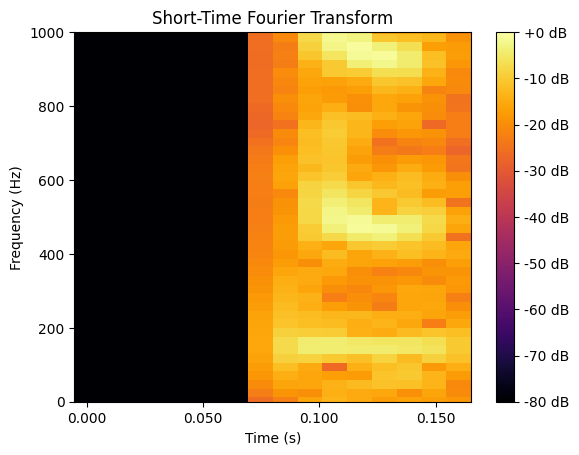 Short-Time Fourier Transform
1000
800
600
400
200
0
Frequency (Hz)
0.000
0.050
0.100
0.150
Time (s)
+0 dB
-10 dB
-20 dB
-30 dB
-40 dB
-50 dB
-60 dB
-70 dB
-80 dB